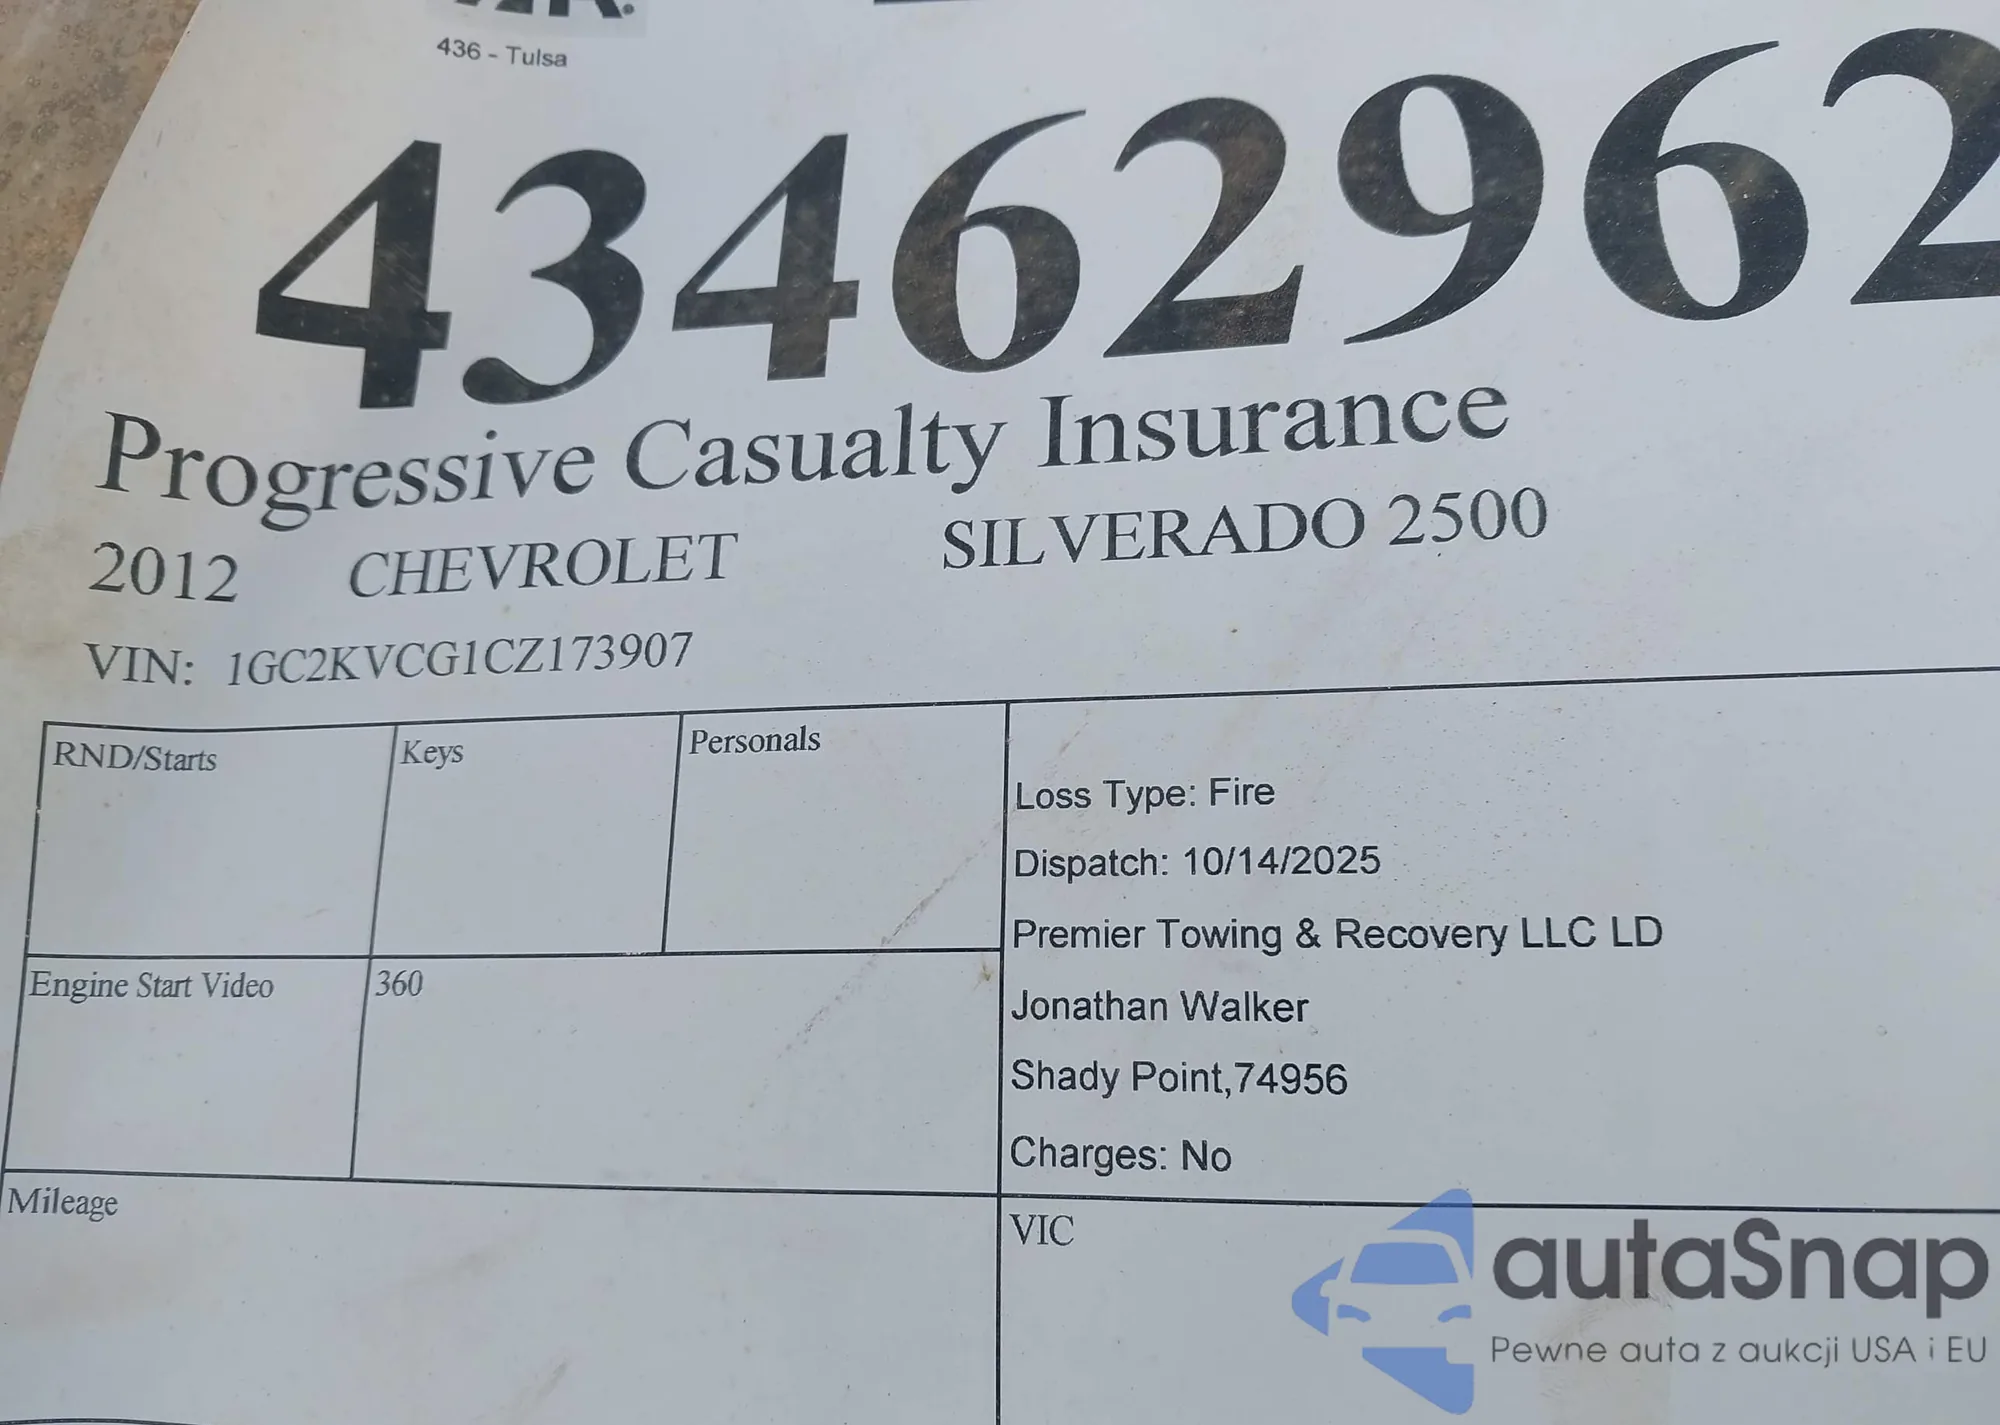 436 - Tulsa
43462962
Progressive Casualty Insurance
2012 CHEVROLET SILVERADO 2500
VIN: 1GC2KVCG1CZ173907
RND/Starts Keys Personals
Loss Type: Fire
Dispatch: 10/14/2025
Premier Towing & Recovery LLC LD
Jonathan Walker
Shady Point,74956
Charges: No
Engine Start Video 360
Mileage
VIC
autaSnap
Pewne auta z aukcji USA i EU